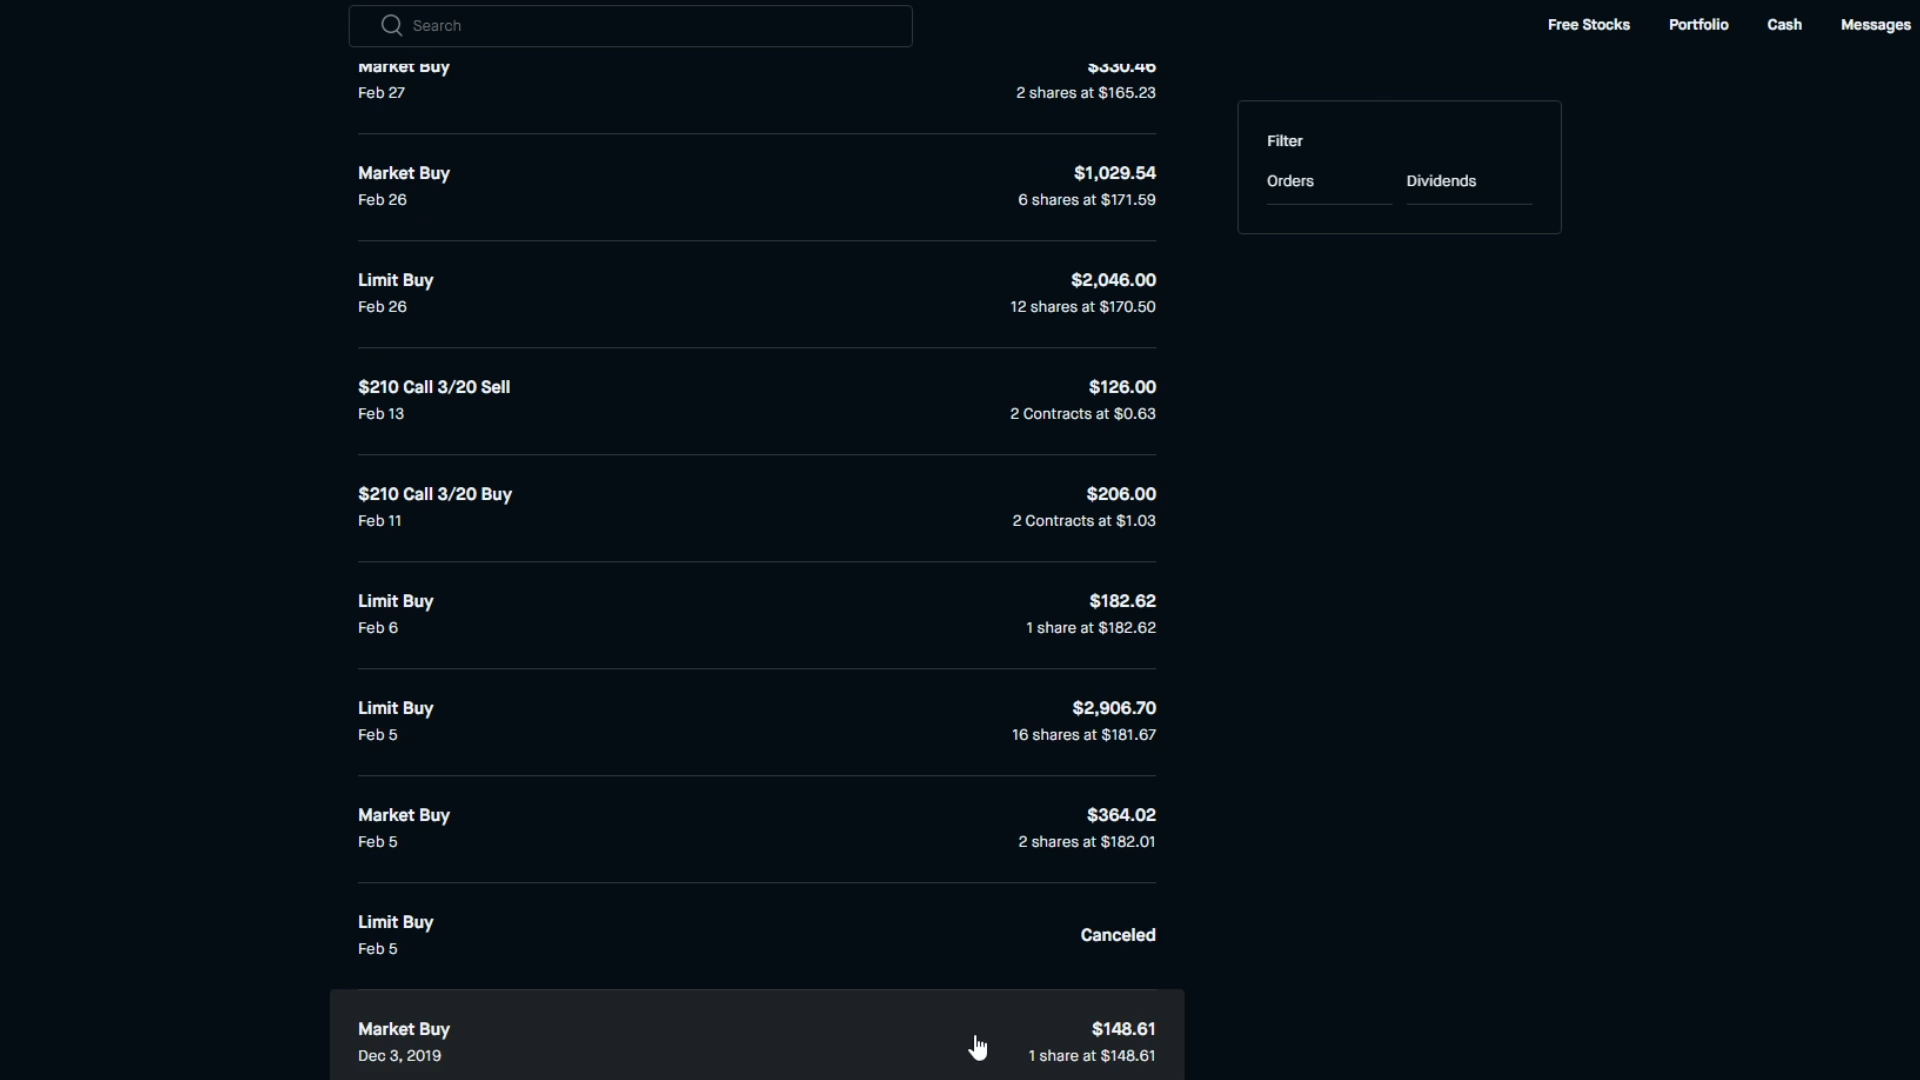 Search
Free Stocks Portfolio Cash Messages
Market Buy $330.46
Feb 27 2 shares at $165.23
Filter
Orders Dividends
Market Buy $1,029.54
Feb 26 6 shares at $171.59
Limit Buy $2,046.00
Feb 26 12 shares at $170.50
$210 Call 3/20 Sell $126.00
Feb 13 2 Contracts at $0.63
$210 Call 3/20 Buy $206.00
Feb 11 2 Contracts at $1.03
Limit Buy $182.62
Feb 6 1 share at $182.62
Limit Buy $2,906.70
Feb 5 16 shares at $181.67
Market Buy $364.02
Feb 5 2 shares at $182.01
Limit Buy
Feb 5 Canceled
Market Buy $148.61
Dec 3, 2019 1 share at $148.61